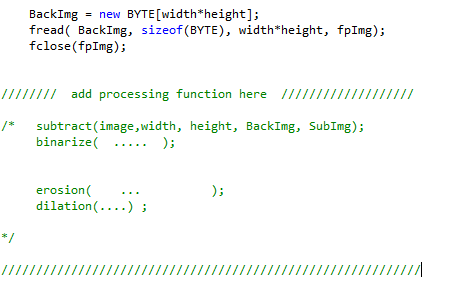 BackImg = new BYTE[width*height];
fread( BackImg, sizeof(BYTE), width*height, fpImg);
fclose(fpImg);
////////  add processing function here  ///////////////////
/*   subtract(image,width, height, BackImg, SubImg);
binarize(  .....  );
erosion(    ...          );
dilation(....) ;
*/
////////////////////////////////////////////////////////////